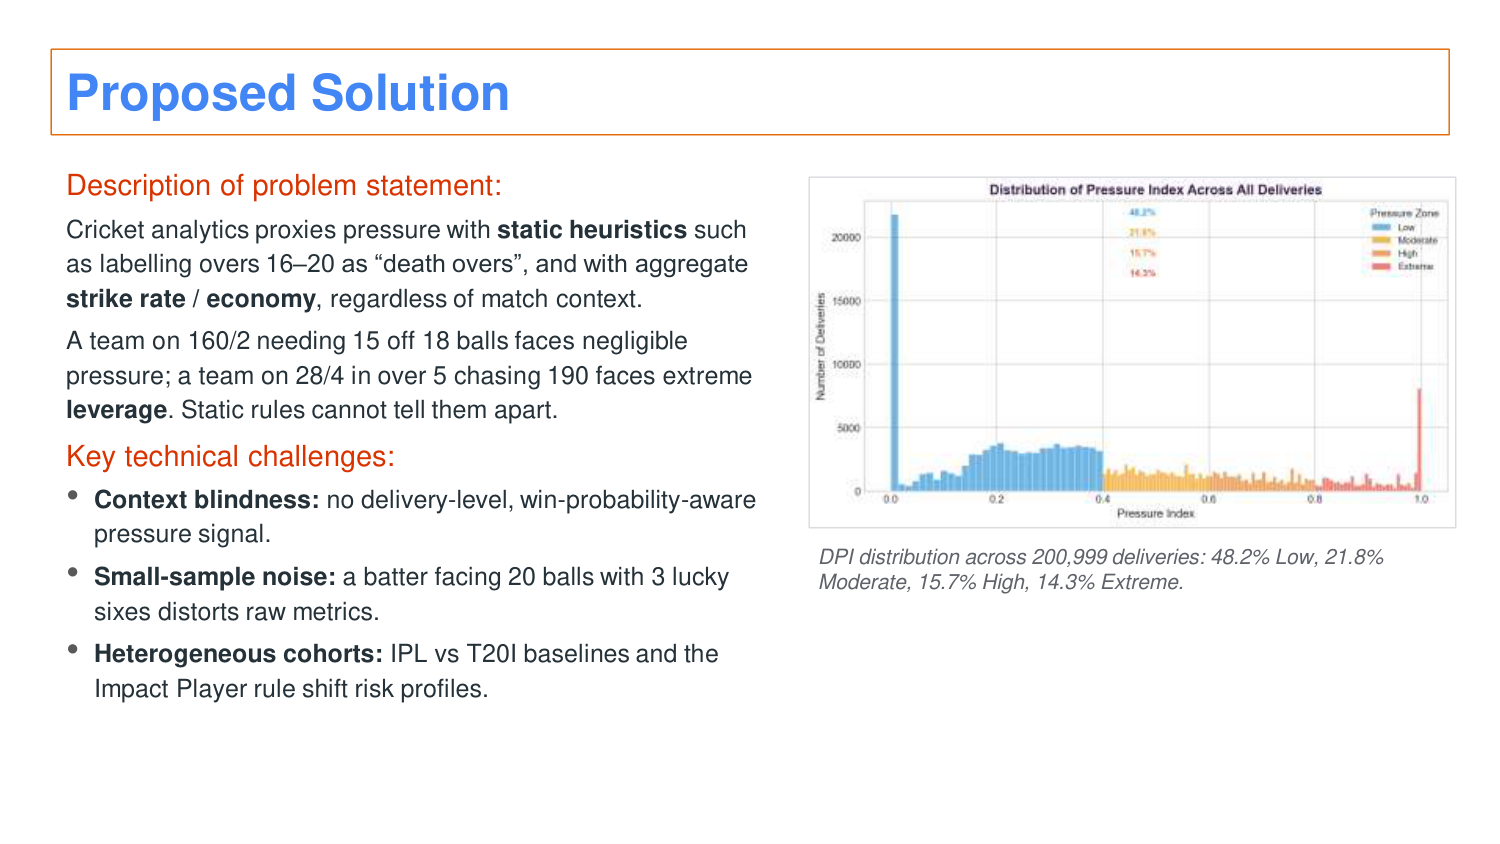 Proposed Solution
Description of problem statement:
Cricket analytics proxies pressure with static heuristics such
as labelling overs 16–20 as “death overs”, and with aggregate
strike rate / economy, regardless of match context.
A team on 160/2 needing 15 off 18 balls faces negligible
pressure; a team on 28/4 in over 5 chasing 190 faces extreme
leverage. Static rules cannot tell them apart.
Key technical challenges:
• Context blindness: no delivery-level, win-probability-aware
pressure signal.
• Small-sample noise: a batter facing 20 balls with 3 lucky
sixes distorts raw metrics.
• Heterogeneous cohorts: IPL vs T20I baselines and the
Impact Player rule shift risk profiles.
Distribution of Pressure Index Across All Deliveries
48.2%
21.8%
15.7%
14.3%
Pressure Zone
Low
Moderate
High
Extreme
Number of Deliveries
20000
15000
10000
5000
0
0.0 0.2 0.4 0.6 0.8 1.0
Pressure Index
DPI distribution across 200,999 deliveries: 48.2% Low, 21.8%
Moderate, 15.7% High, 14.3% Extreme.